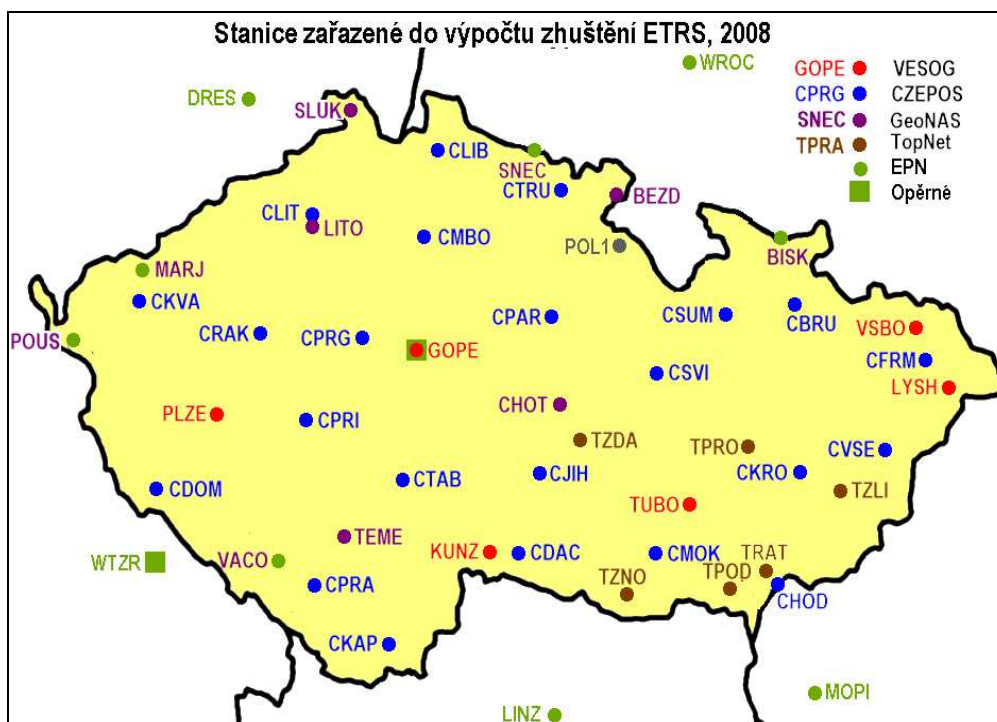 Stanice zařazené do výpočtu zhuštění ETRS, 2008
GOPE VESOG
CPRG CZEPOS
SNEC GeoNAS
TPRA TopNet
EPN
Opěrné
WROC
DRES
SLUK
CLIB
SNEC
CTRU
BEZD
CLIT
LITO
CMBO
POL1
BISK
MARJ
CKVA
CPAR
CSUM
CBRU
POUS
CRAK
CPRG
GOPE
VSBO
CFRM
CSVI
LYSH
PLZE
CPRI
CHOT
TZDA
TPRO
CVSE
CDOM
CTAB
CJIH
CKRO
TZLI
TUBO
WTZR
VACO
TEME
KUNZ
CDAC
CMOK
TRAT
CPRA
TZNO
TPOD
CHOD
CKAP
LINZ
MOPI